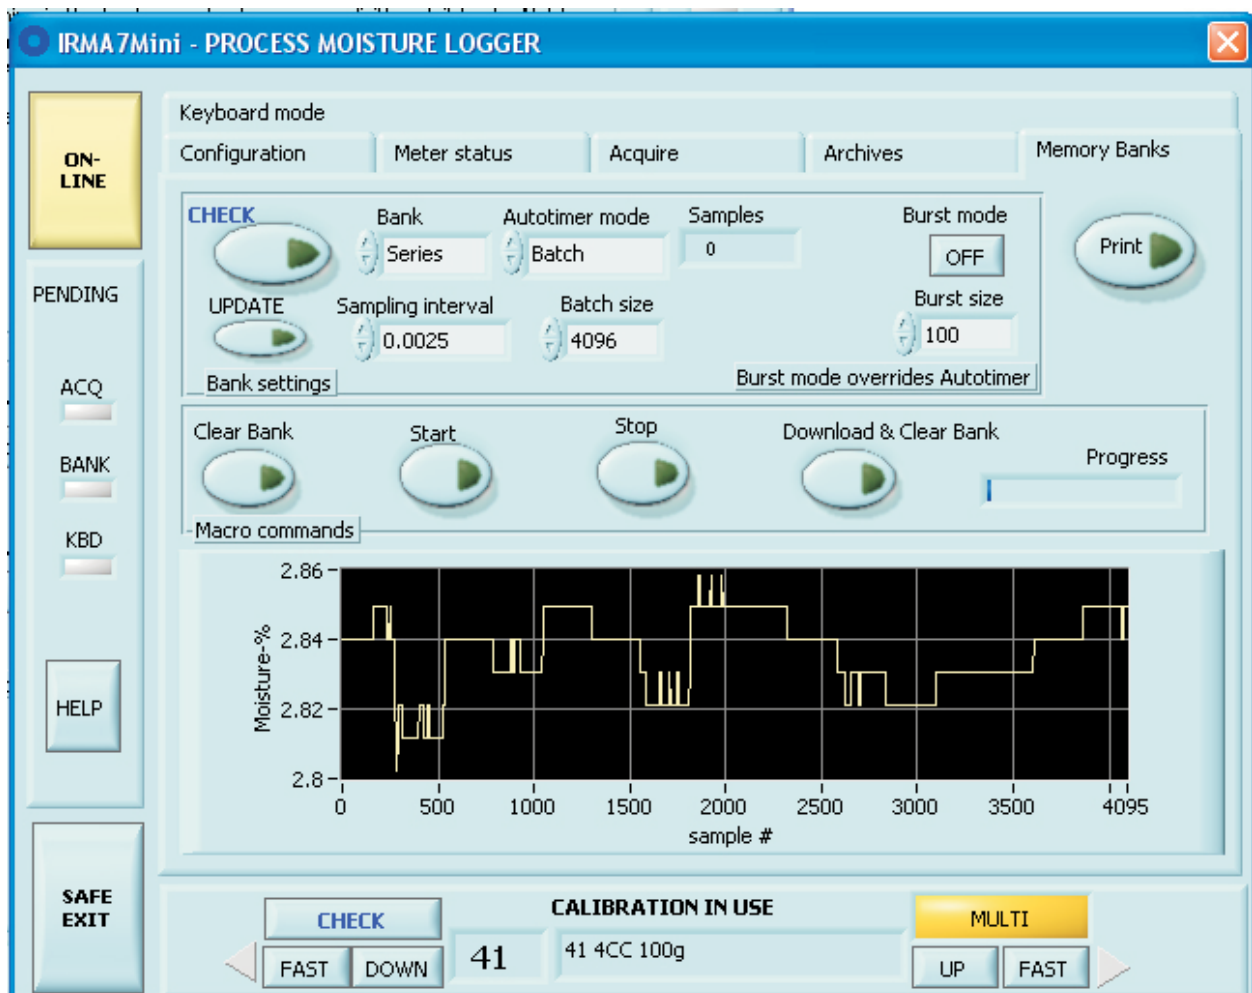 IRMA7Mini - PROCESS MOISTURE LOGGER
ON-
LINE
Keyboard mode
Configuration
Meter status
Acquire
Archives
Memory Banks
CHECK
Bank
Series
Autotimer mode
Batch
Samples
0
Burst mode
OFF
Print
PENDING
UPDATE
Sampling interval
0.0025
Batch size
4096
Burst size
100
Bank settings
Burst mode overrides Autotimer
ACQ
BANK
KBD
Clear Bank
Start
Stop
Download & Clear Bank
Progress
Macro commands
2.86
2.84
2.82
2.8
Moisture-%
0 500 1000 1500 2000 2500 3000 3500 4095
sample #
HELP
SAFE
EXIT
CHECK
FAST
DOWN
41
CALIBRATION IN USE
41 4CC 100g
MULTI
UP
FAST